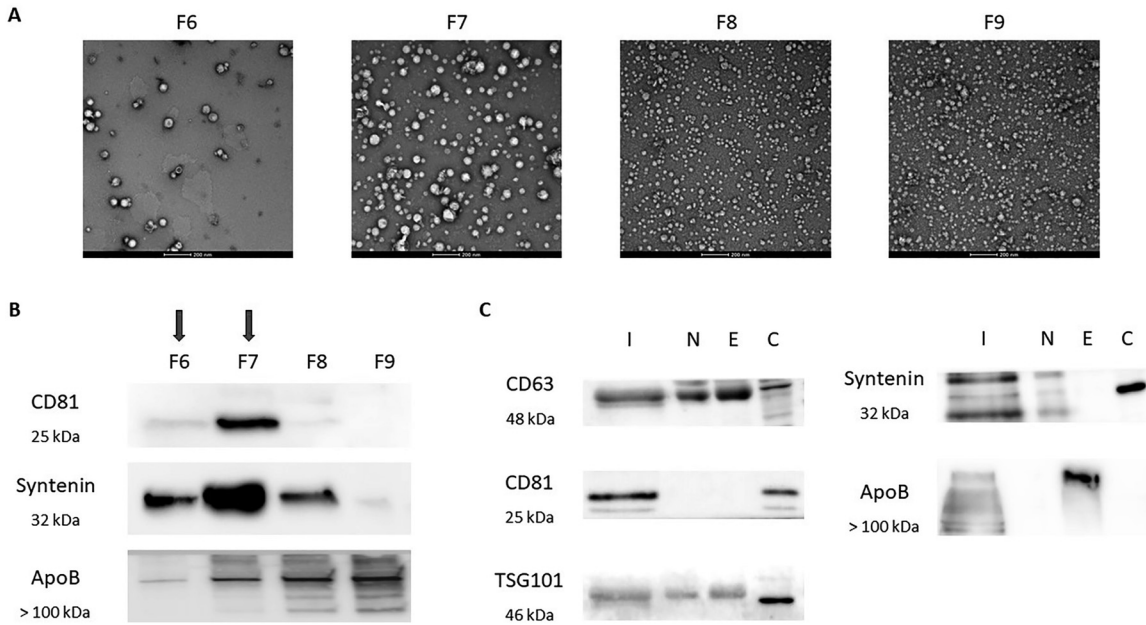 A
F6 F7 F8 F9
200 nm 200 nm 200 nm 200 nm
B
F6 F7 F8 F9
CD81
25 kDa
Syntenin
32 kDa
ApoB
> 100 kDa
C
I N E C
CD63
48 kDa
CD81
25 kDa
TSG101
46 kDa
I N E C
Syntenin
32 kDa
ApoB
> 100 kDa